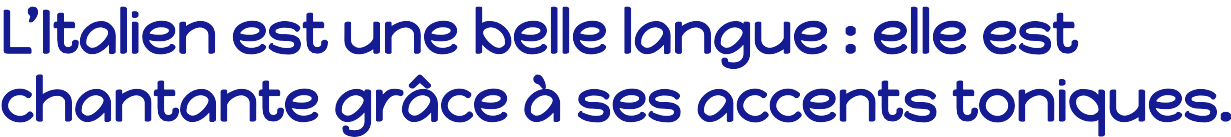 L’Italien est une belle langue : elle est
chantante grâce à ses accents toniques.